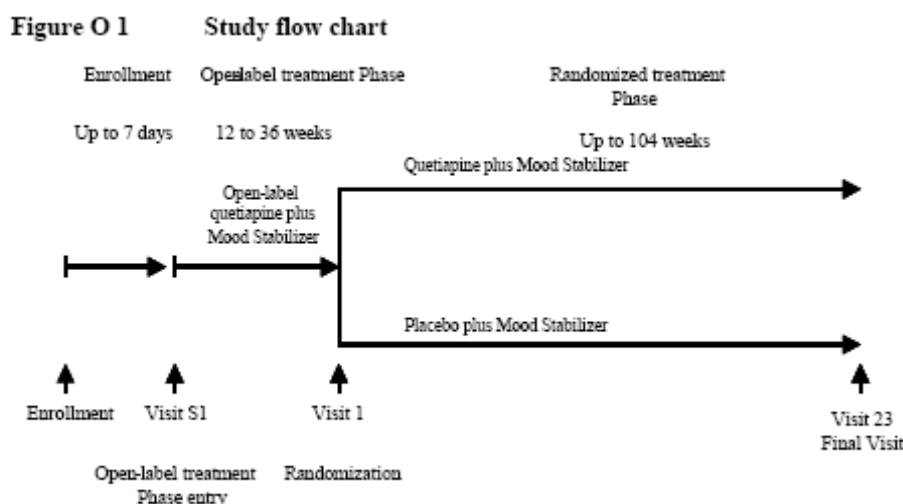 Figure O 1 Study flow chart
Enrollment Openlabel treatment Phase Randomized treatment
Phase
Up to 7 days 12 to 36 weeks Up to 104 weeks
Quetiapine plus Mood Stabilizer
Open-label
quetiapine plus
Mood Stabilizer
Placebo plus Mood Stabilizer
Enrollment Visit S1 Visit 1 Visit 23
Final Visit
Open-label treatment Randomization
Phase entry